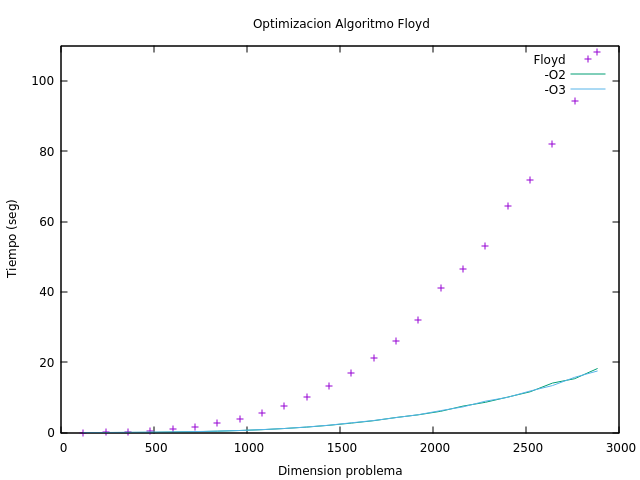 Optimizacion Algoritmo Floyd
Floyd
-O2
-O3
100
80
60
40
20
0
Tiempo (seg)
0 500 1000 1500 2000 2500 3000
Dimension problema